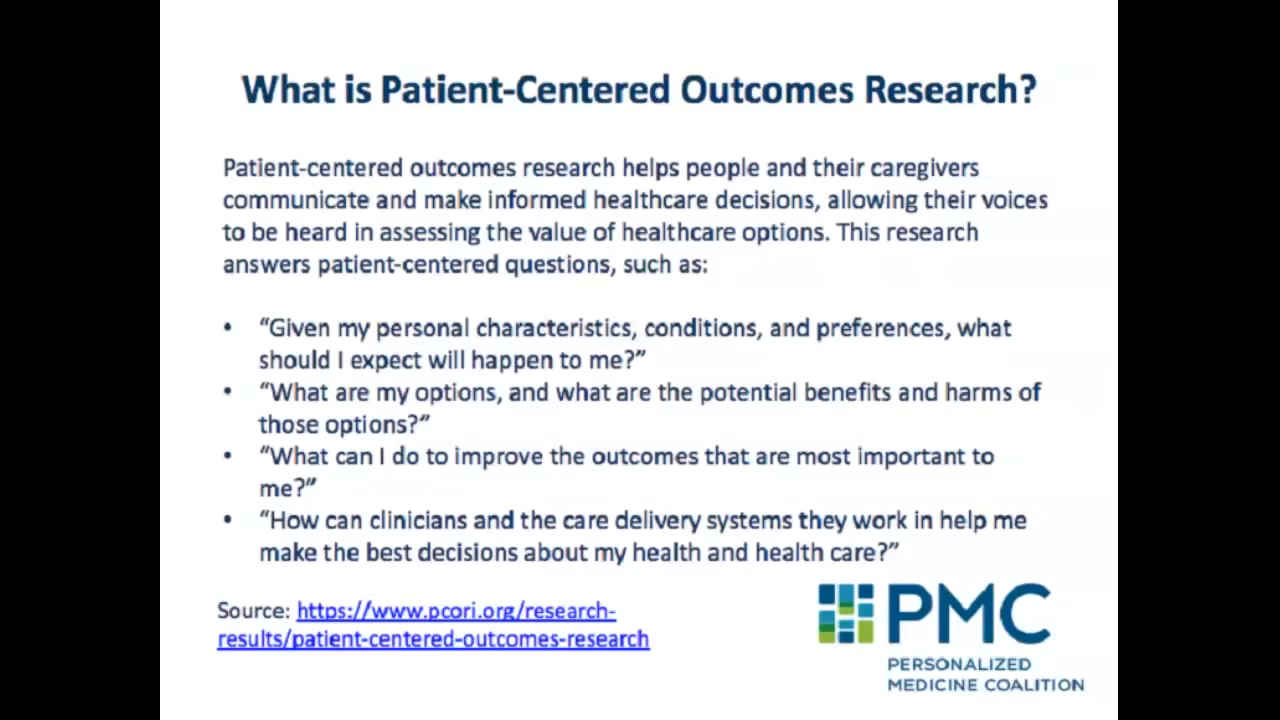 What is Patient-Centered Outcomes Research?
Patient-centered outcomes research helps people and their caregivers
communicate and make informed healthcare decisions, allowing their voices
to be heard in assessing the value of healthcare options. This research
answers patient-centered questions, such as:
• “Given my personal characteristics, conditions, and preferences, what
should I expect will happen to me?”
• “What are my options, and what are the potential benefits and harms of
those options?”
• “What can I do to improve the outcomes that are most important to
me?”
• “How can clinicians and the care delivery systems they work in help me
make the best decisions about my health and health care?”
Source: https://www.pcori.org/research-
results/patient-centered-outcomes-research
PMC
PERSONALIZED
MEDICINE COALITION